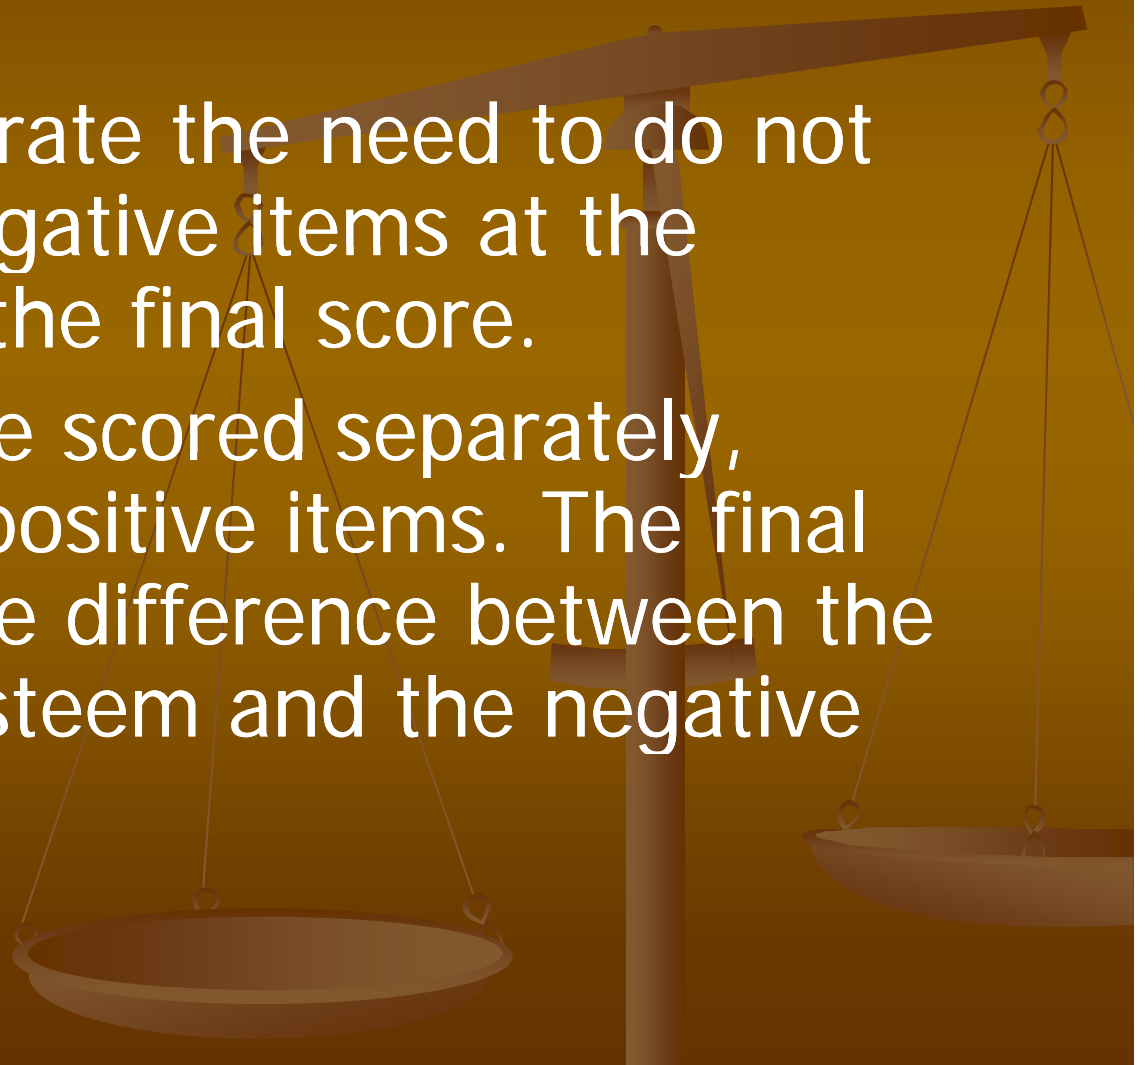 rate the need to do not
gative items at the
the final score.
e scored separately,
positive items. The final
e difference between the
steem and the negative